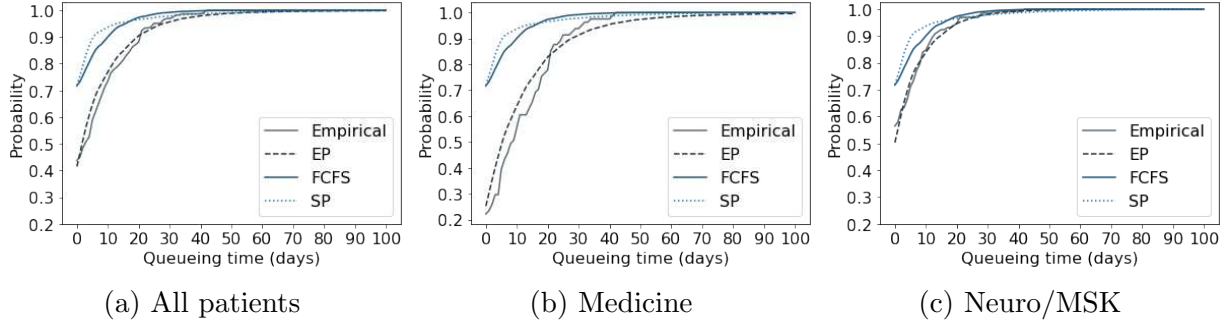 1.0
0.9
0.8
0.7
0.6
0.5
0.4
0.3
0.2
Probability
0 10 20 30 40 50 60 70 80 90 100
Queueing time (days)
Empirical
EP
FCFS
SP
(a) All patients
1.0
0.9
0.8
0.7
0.6
0.5
0.4
0.3
0.2
Probability
0 10 20 30 40 50 60 70 80 90 100
Queueing time (days)
Empirical
EP
FCFS
SP
(b) Medicine
1.0
0.9
0.8
0.7
0.6
0.5
0.4
0.3
0.2
Probability
0 10 20 30 40 50 60 70 80 90 100
Queueing time (days)
Empirical
EP
FCFS
SP
(c) Neuro/MSK